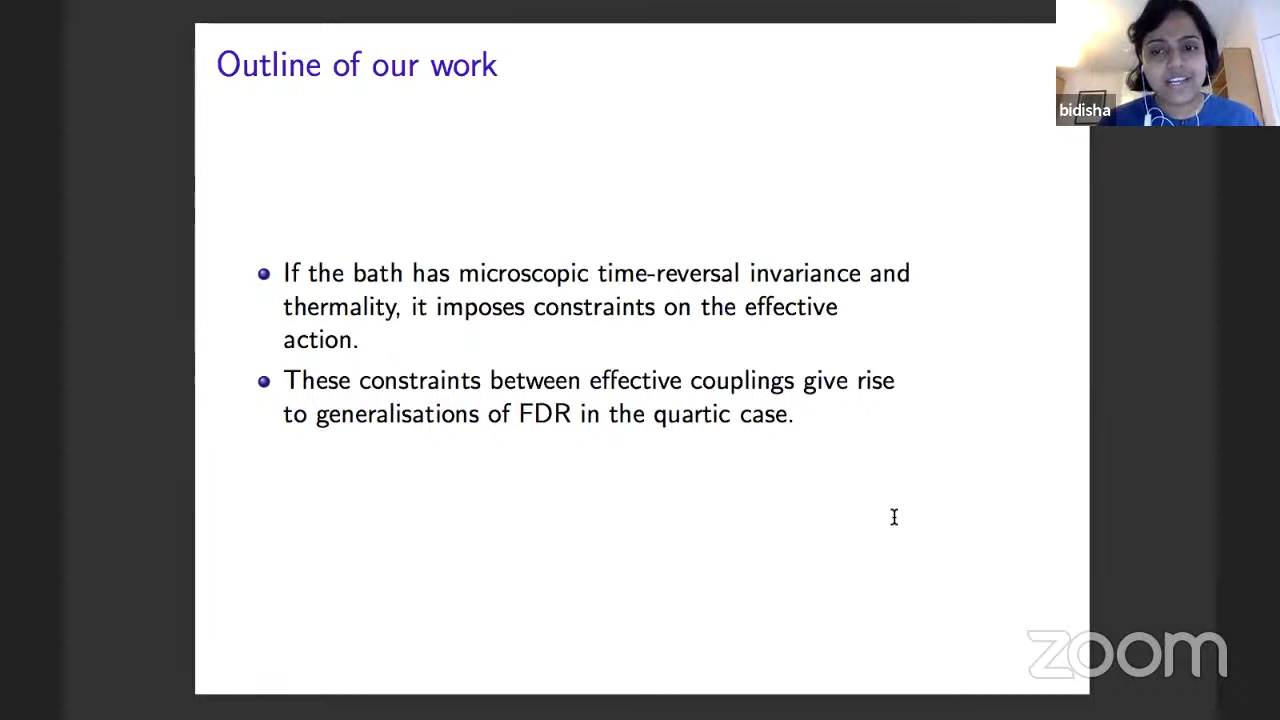 Outline of our work
bidisha
If the bath has microscopic time-reversal invariance and
thermality, it imposes constraints on the effective
action.
These constraints between effective couplings give rise
to generalisations of FDR in the quartic case.
zoom